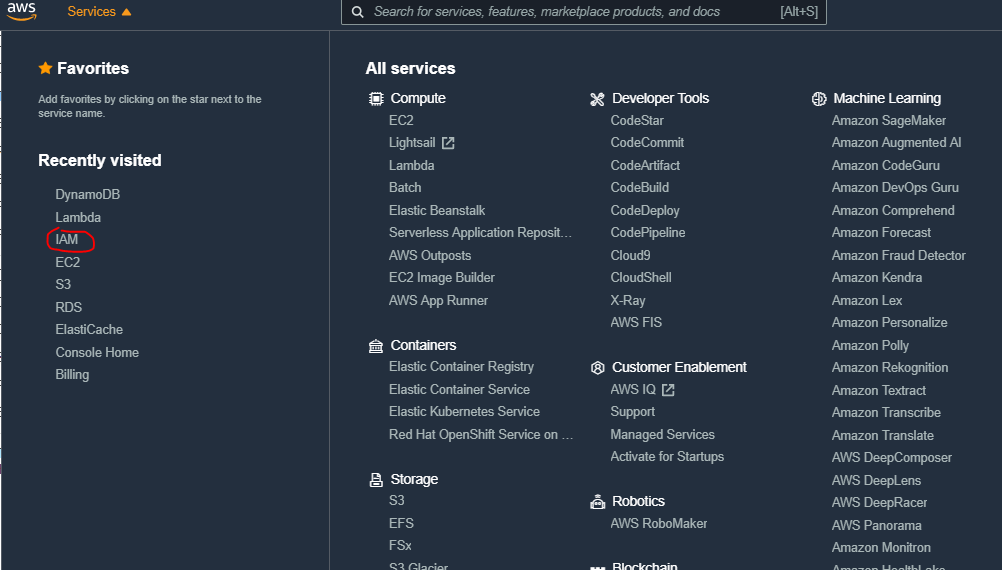 aws
Services
Search for services, features, marketplace products, and docs
[Alt+S]
Favorites
Add favorites by clicking on the star next to the
service name.
Recently visited
DynamoDB
Lambda
IAM
EC2
S3
RDS
ElastiCache
Console Home
Billing
All services
Compute
EC2
Lightsail
Lambda
Batch
Elastic Beanstalk
Serverless Application Reposit...
AWS Outposts
EC2 Image Builder
AWS App Runner
Containers
Elastic Container Registry
Elastic Container Service
Elastic Kubernetes Service
Red Hat OpenShift Service on ...
Storage
S3
EFS
FSx
S3 Glacier
Developer Tools
CodeStar
CodeCommit
CodeArtifact
CodeBuild
CodeDeploy
CodePipeline
Cloud9
CloudShell
X-Ray
AWS FIS
Customer Enablement
AWS IQ
Support
Managed Services
Activate for Startups
Robotics
AWS RoboMaker
Blockchain
Machine Learning
Amazon SageMaker
Amazon Augmented AI
Amazon CodeGuru
Amazon DevOps Guru
Amazon Comprehend
Amazon Forecast
Amazon Fraud Detector
Amazon Kendra
Amazon Lex
Amazon Personalize
Amazon Polly
Amazon Rekognition
Amazon Textract
Amazon Transcribe
Amazon Translate
AWS DeepComposer
AWS DeepLens
AWS DeepRacer
AWS Panorama
Amazon Monitron
Amazon HealthLake